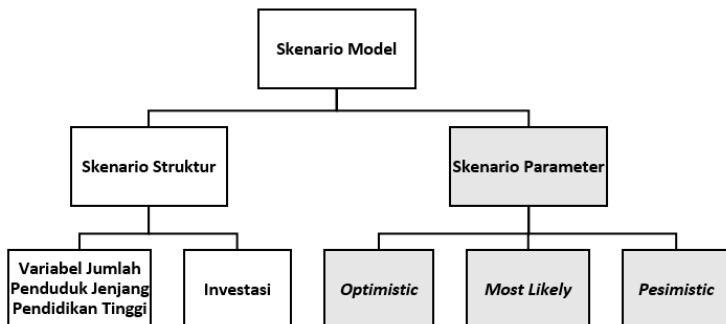 Skenario Model
Skenario Struktur
Skenario Parameter
Variabel Jumlah
Penduduk Jenjang
Pendidikan Tinggi
Investasi
Optimistic
Most Likely
Pesimistic